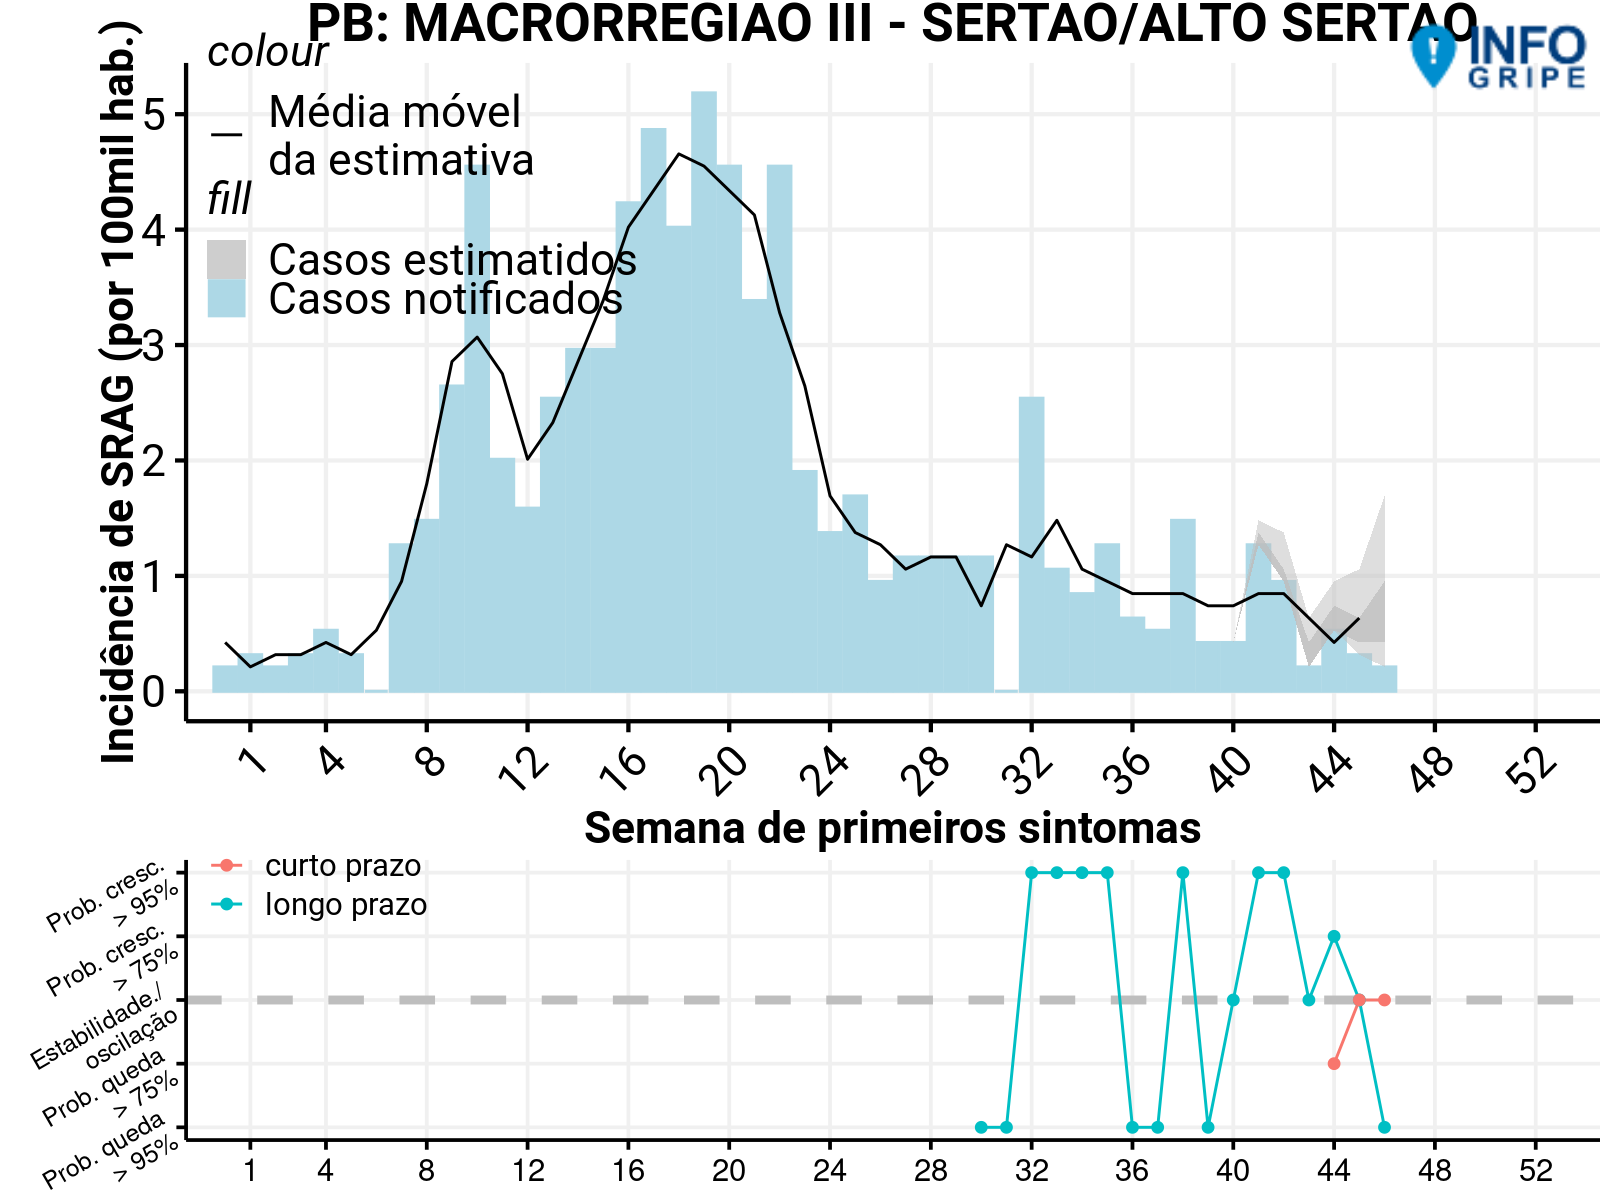 PB: MACRORREGIAO III - SERTAO/ALTO SERTAO
INFO
GRIPE
colour
Média móvel
da estimativa
fill
Casos estimatidos
Casos notificados
Incidência de SRAG (por 100mil hab.)
5
4
3
2
1
0
1 4 8 12 16 20 24 28 32 36 40 44 48 52
Semana de primeiros sintomas
curto prazo
longo prazo
Prob. cresc.
> 95%
Prob. cresc.
> 75%
Estabilidade./
oscilação
Prob. queda
> 75%
Prob. queda
> 95%
1 4 8 12 16 20 24 28 32 36 40 44 48 52